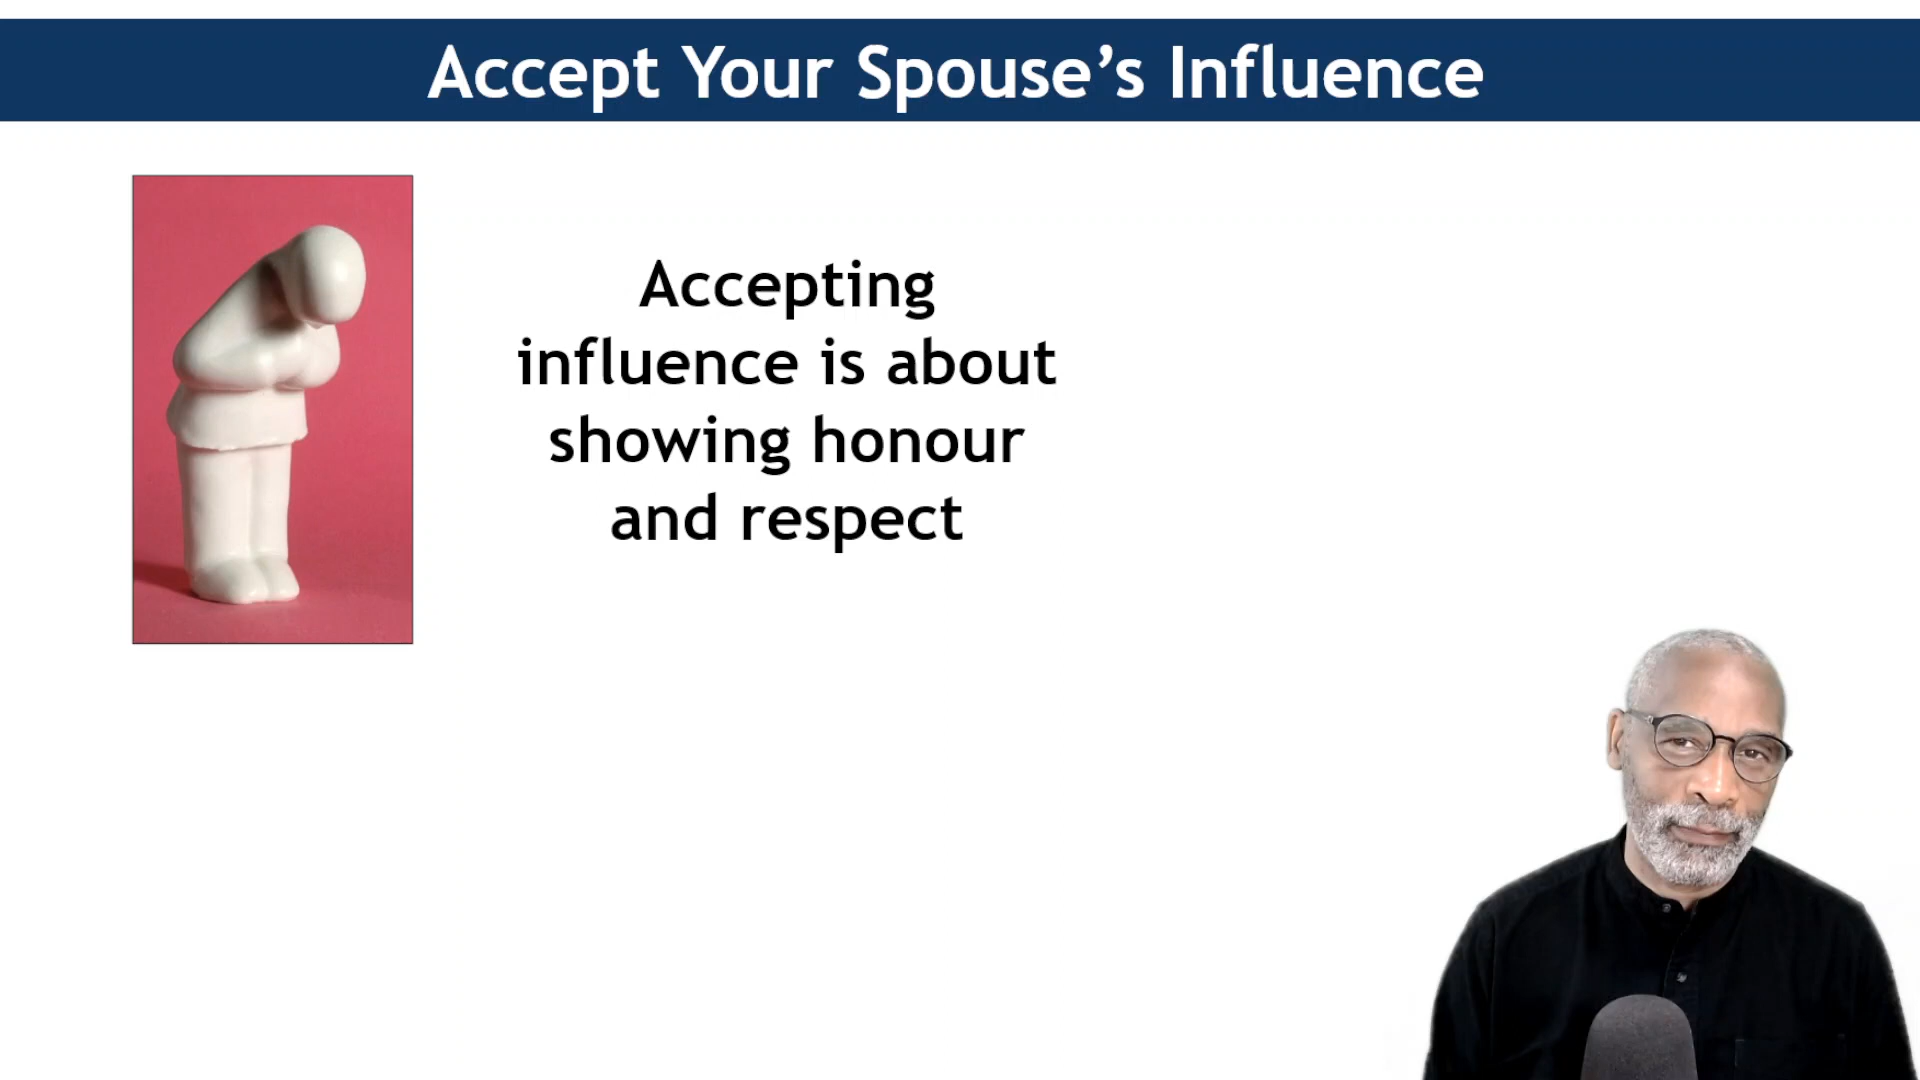 Accept Your Spouse’s Influence
Accepting
influence is about
showing honour
and respect